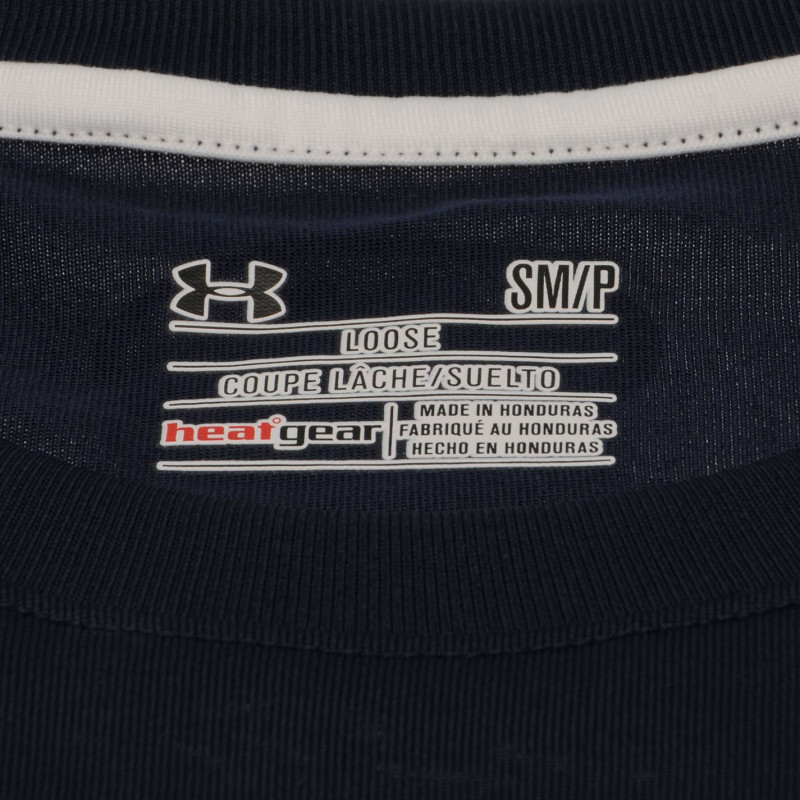 SM/P
LOOSE
COUPE LÂCHE/SUELTO
heatgear
MADE IN HONDURAS
FABRIQUÉ AU HONDURAS
HECHO EN HONDURAS